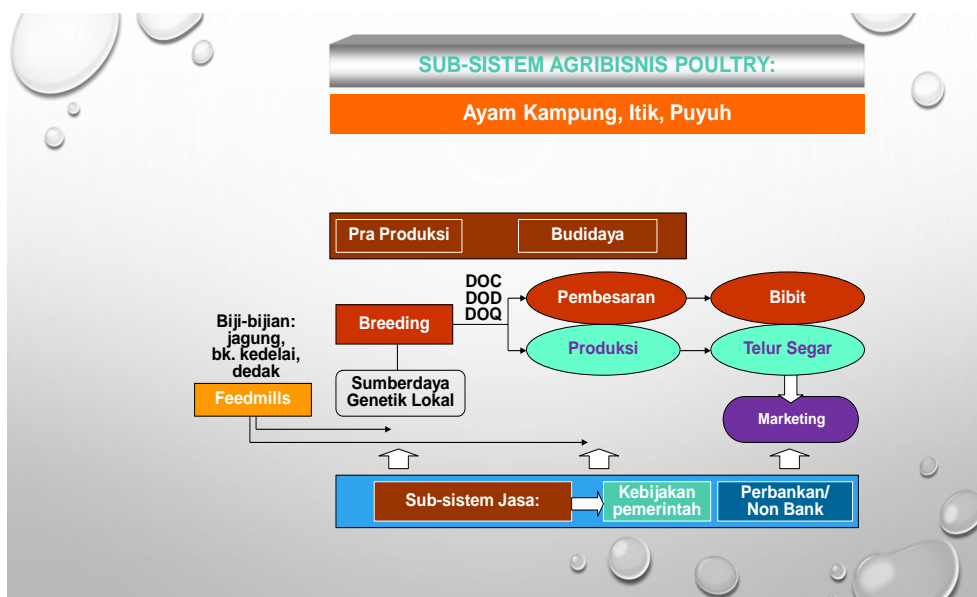 SUB-SISTEM AGRIBISNIS POULTRY:
Ayam Kampung, Itik, Puyuh
Pra Produksi
Budidaya
DOC
DOD
DOQ
Pembesaran
Bibit
Breeding
Biji-bijian:
jagung,
bk. kedelai,
dedak
Produksi
Telur Segar
Sumberdaya
Genetik Lokal
Feedmills
Marketing
Sub-sistem Jasa:
Kebijakan
pemerintah
Perbankan/
Non Bank